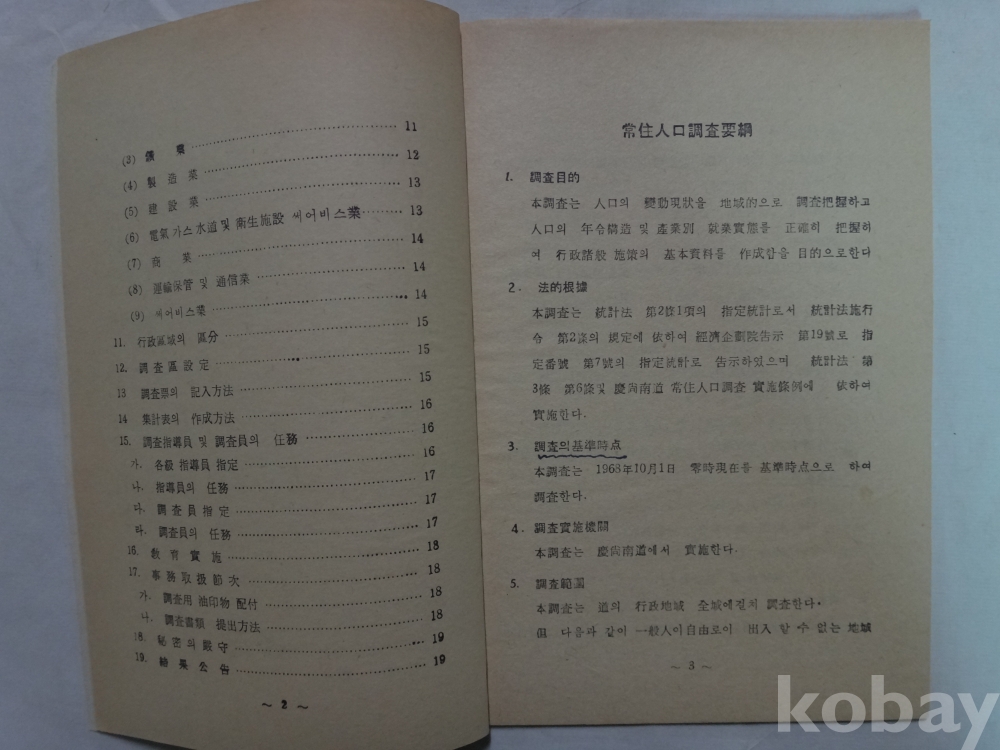 (3) 鑛 業 11
(4) 製 造 業 12
(5) 建 設 業 13
(6) 電氣 가스 水道 및 衛生施設 써어비스業 13
(7) 商 業 14
(8) 運輸保管 및 通信業 14
(9) 써어비스業 14
11. 行政區域의 區分 15
12. 調査區設定 15
13 調査票의 記入方法 15
14 集計表의 作成方法 16
15. 調査指導員 및 調査員의 任務 16
가. 各級 指導員 指定 16
나. 指導員의 任務 17
다. 調査員 指定 17
라. 調査員의 任務 17
16. 敎育實施 18
17. 事務取扱節次 18
가. 調査用 油印物 配付 18
나. 調査書類 提出方法 18
18. 秘密의 嚴守 19
19. 結果公告 19
~ 2 ~
常住人口調査要綱
1. 調査目的
本調査는 人口의 變動現狀을 地域的으로 調査把握하고
人口의 年令構造 및 產業別 就業實態를 正確히 把握하
여 行政諸般 施策의 基本資料를 作成함을 目的으로한다
2. 法的根據
本調査는 統計法 第2條1項의 指定統計로서 統計法施行
令 第2條의 規定에 依하여 經濟企劃院告示 第19號로 指
定番號 第7號의 指定統計로 告示하였으며 統計法 第
3條 第6條및 慶尙南道 常住人口調査 實施條例에 依하여
實施한다.
3. 調査의基準時点
本調査는 1968年10月1日 零時現在를 基準時点으로 하여
調査한다.
4. 調査實施機關
本調査는 慶尙南道에서 實施한다.
5. 調査範圍
本調査는 道의 行政地域 全域에걸쳐 調査한다.
但 다음과 같이 一般人이自由로이 出入 할 수 없는 地域
~ 3 ~
kobay